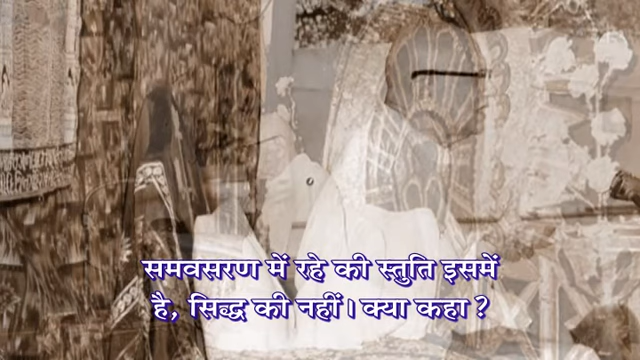 समवसरण में रहे की स्तुति इसमें
है, सिद्ध की नहीं। क्या कहा ?